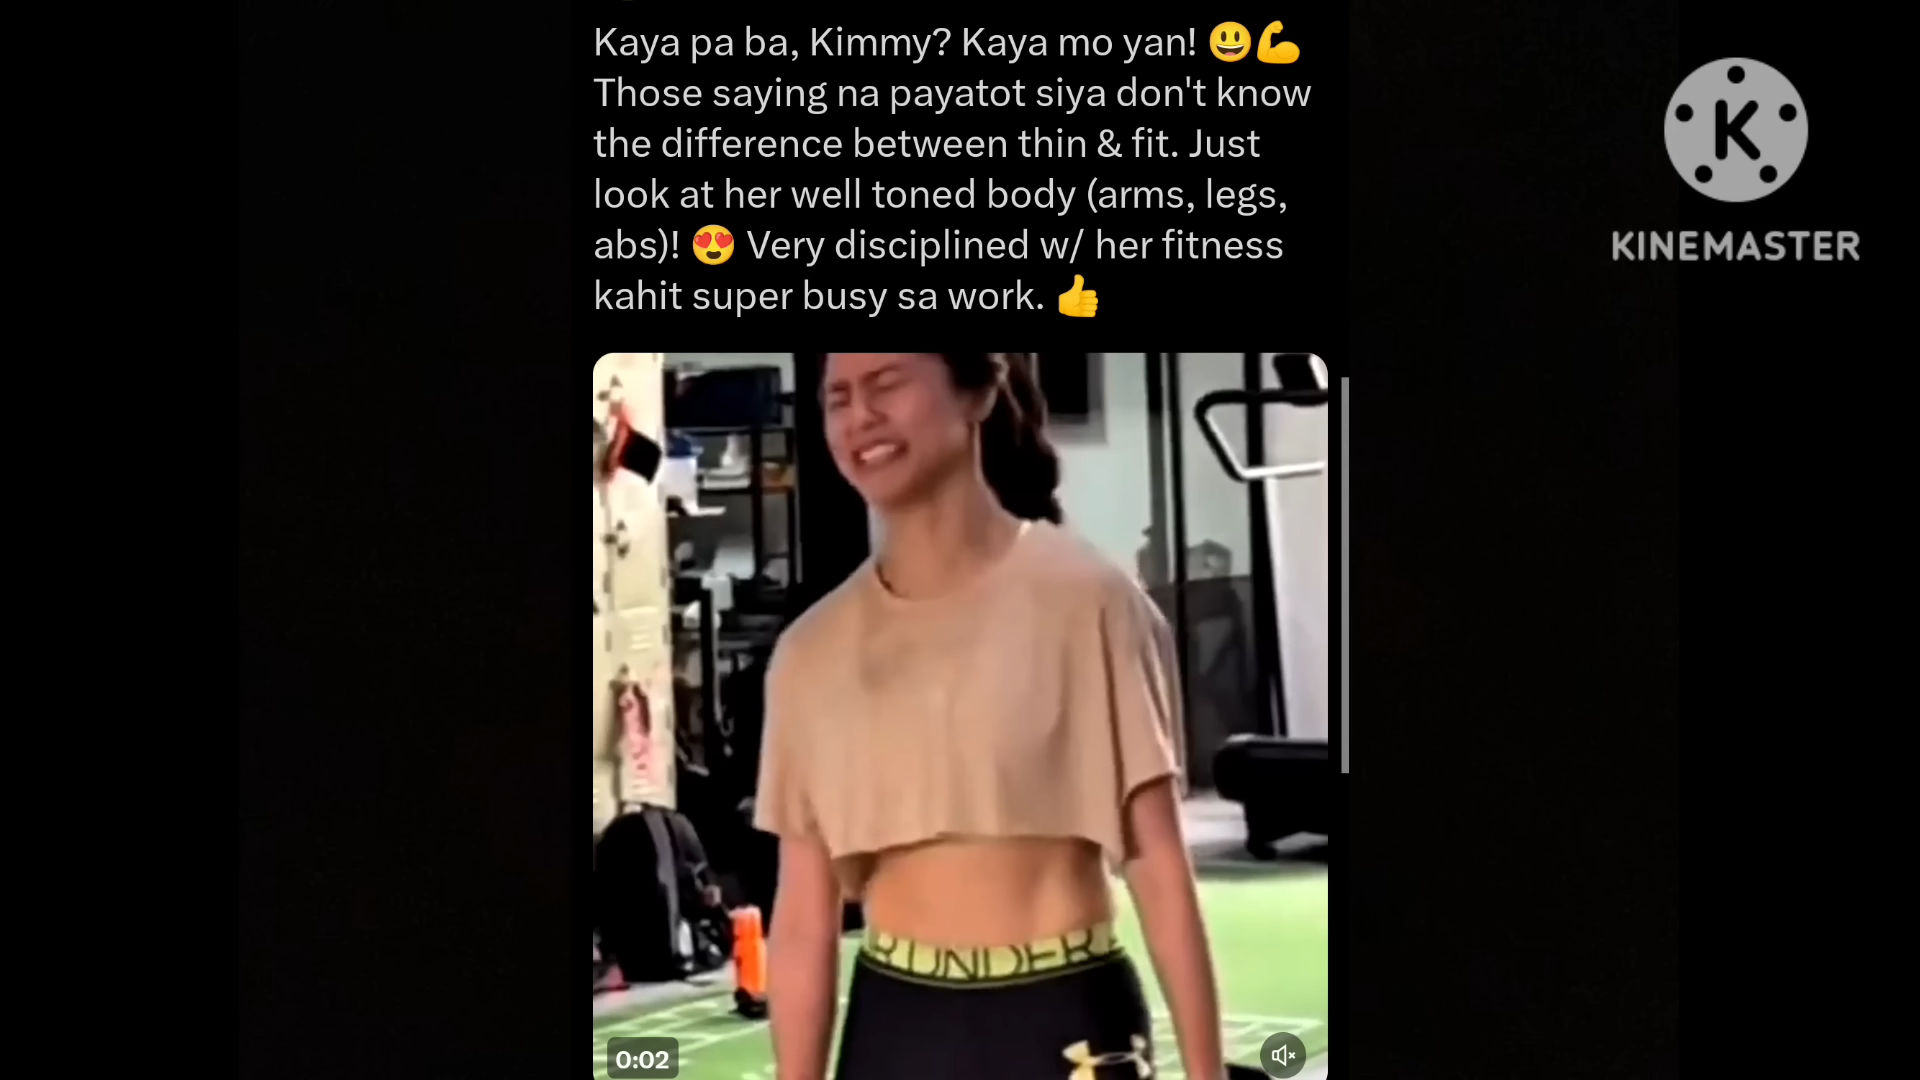 Kaya pa ba, Kimmy? Kaya mo yan! 😃💪
Those saying na payatot siya don't know
the difference between thin & fit. Just
look at her well toned body (arms, legs,
abs)! 😍 Very disciplined w/ her fitness
kahit super busy sa work. 👍
K
KINEMASTER
R UNDER A
0:02